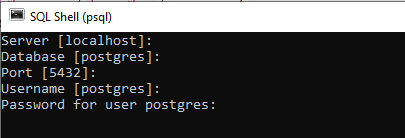 SQL Shell (psql)
Server [localhost]:
Database [postgres]:
Port [5432]:
Username [postgres]:
Password for user postgres: